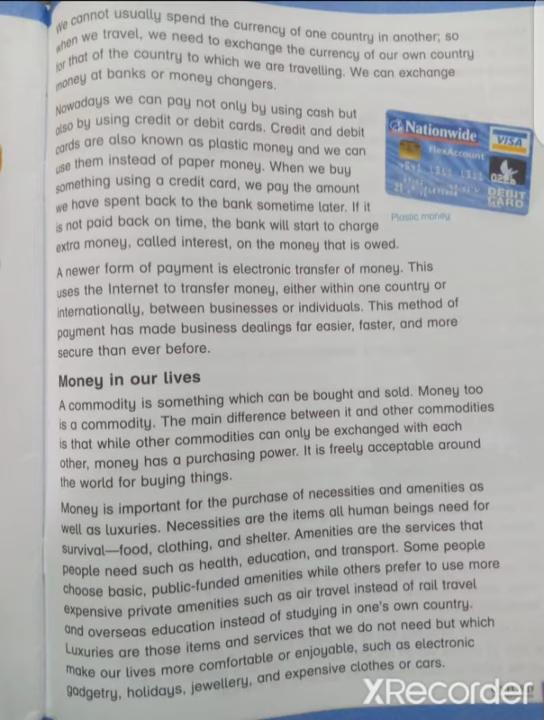 We cannot usually spend the currency of one country in another; so
when we travel, we need to exchange the currency of our own country
for that of the country to which we are travelling. We can exchange
money at banks or money changers.
Nowadays we can pay not only by using cash but
also by using credit or debit cards. Credit and debit
cards are also known as plastic money and we can
use them instead of paper money. When we buy
something using a credit card, we pay the amount
we have spent back to the bank sometime later. If it
is not paid back on time, the bank will start to charge
extra money, called interest, on the money that is owed.
Nationwide
VISA
FlexAccount
DEBIT
CARD
Plastic money
A newer form of payment is electronic transfer of money. This
uses the Internet to transfer money, either within one country or
internationally, between businesses or individuals. This method of
payment has made business dealings far easier, faster, and more
secure than ever before.
Money in our lives
A commodity is something which can be bought and sold. Money too
is a commodity. The main difference between it and other commodities
is that while other commodities can only be exchanged with each
other, money has a purchasing power. It is freely acceptable around
the world for buying things.
Money is important for the purchase of necessities and amenities as
well as luxuries. Necessities are the items all human beings need for
survival—food, clothing, and shelter. Amenities are the services that
people need such as health, education, and transport. Some people
choose basic, public-funded amenities while others prefer to use more
expensive private amenities such as air travel instead of rail travel
and overseas education instead of studying in one's own country.
Luxuries are those items and services that we do not need but which
make our lives more comfortable or enjoyable, such as electronic
gadgetry, holidays, jewellery, and expensive clothes or cars.
XRecorder